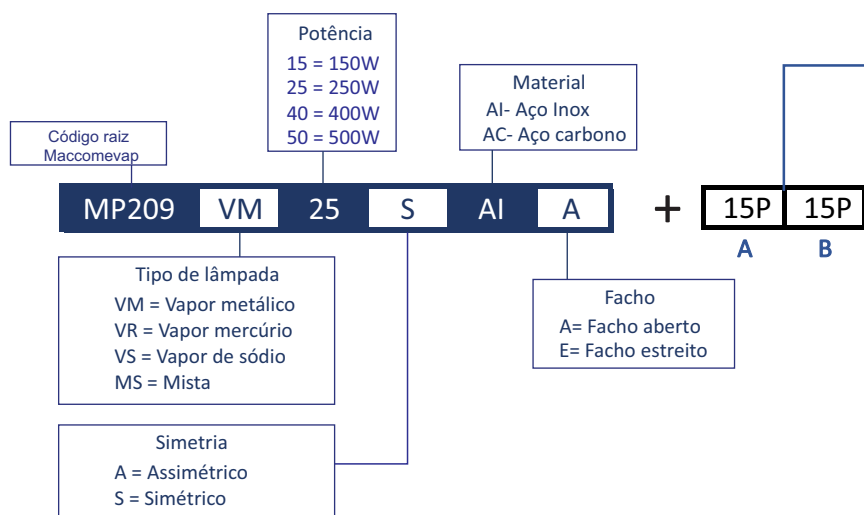 Potência
15 = 150W
25 = 250W
40 = 400W
50 = 500W
Material
AI- Aço Inox
AC- Aço carbono
Código raiz
Maccomevap
MP209 VM 25 S AI A + 15P 15P
A B
Tipo de lâmpada
VM = Vapor metálico
VR = Vapor mercúrio
VS = Vapor de sódio
MS = Mista
Facho
A= Facho aberto
E= Facho estreito
Simetria
A = Assimétrico
S = Simétrico